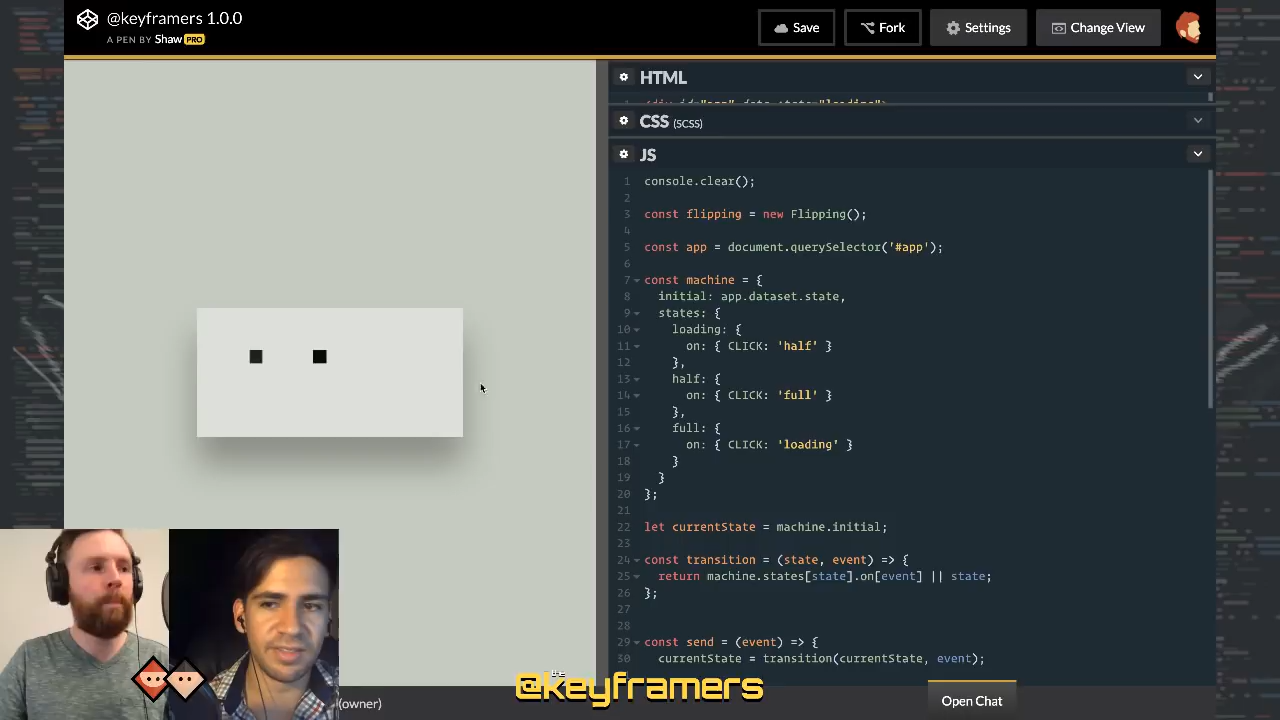 @keyframers 1.0.0
A PEN BY Shaw PRO
Save
Fork
Settings
Change View
HTML
CSS (SCSS)
JS
1 console.clear();
2
3 const flipping = new Flipping();
4
5 const app = document.querySelector('#app');
6
7 const machine = {
8 initial: app.dataset.state,
9 states: {
10 loading: {
11 on: { CLICK: 'half' }
12 },
13 half: {
14 on: { CLICK: 'full' }
15 },
16 full: {
17 on: { CLICK: 'loading' }
18 }
19 }
20 };
21
22 let currentState = machine.initial;
23
24 const transition = (state, event) => {
25 return machine.states[state].on[event] || state;
26 };
27
28
29 const send = (event) => {
30 currentState = transition(currentState, event);
(owner)
the
@keyframers
Open Chat